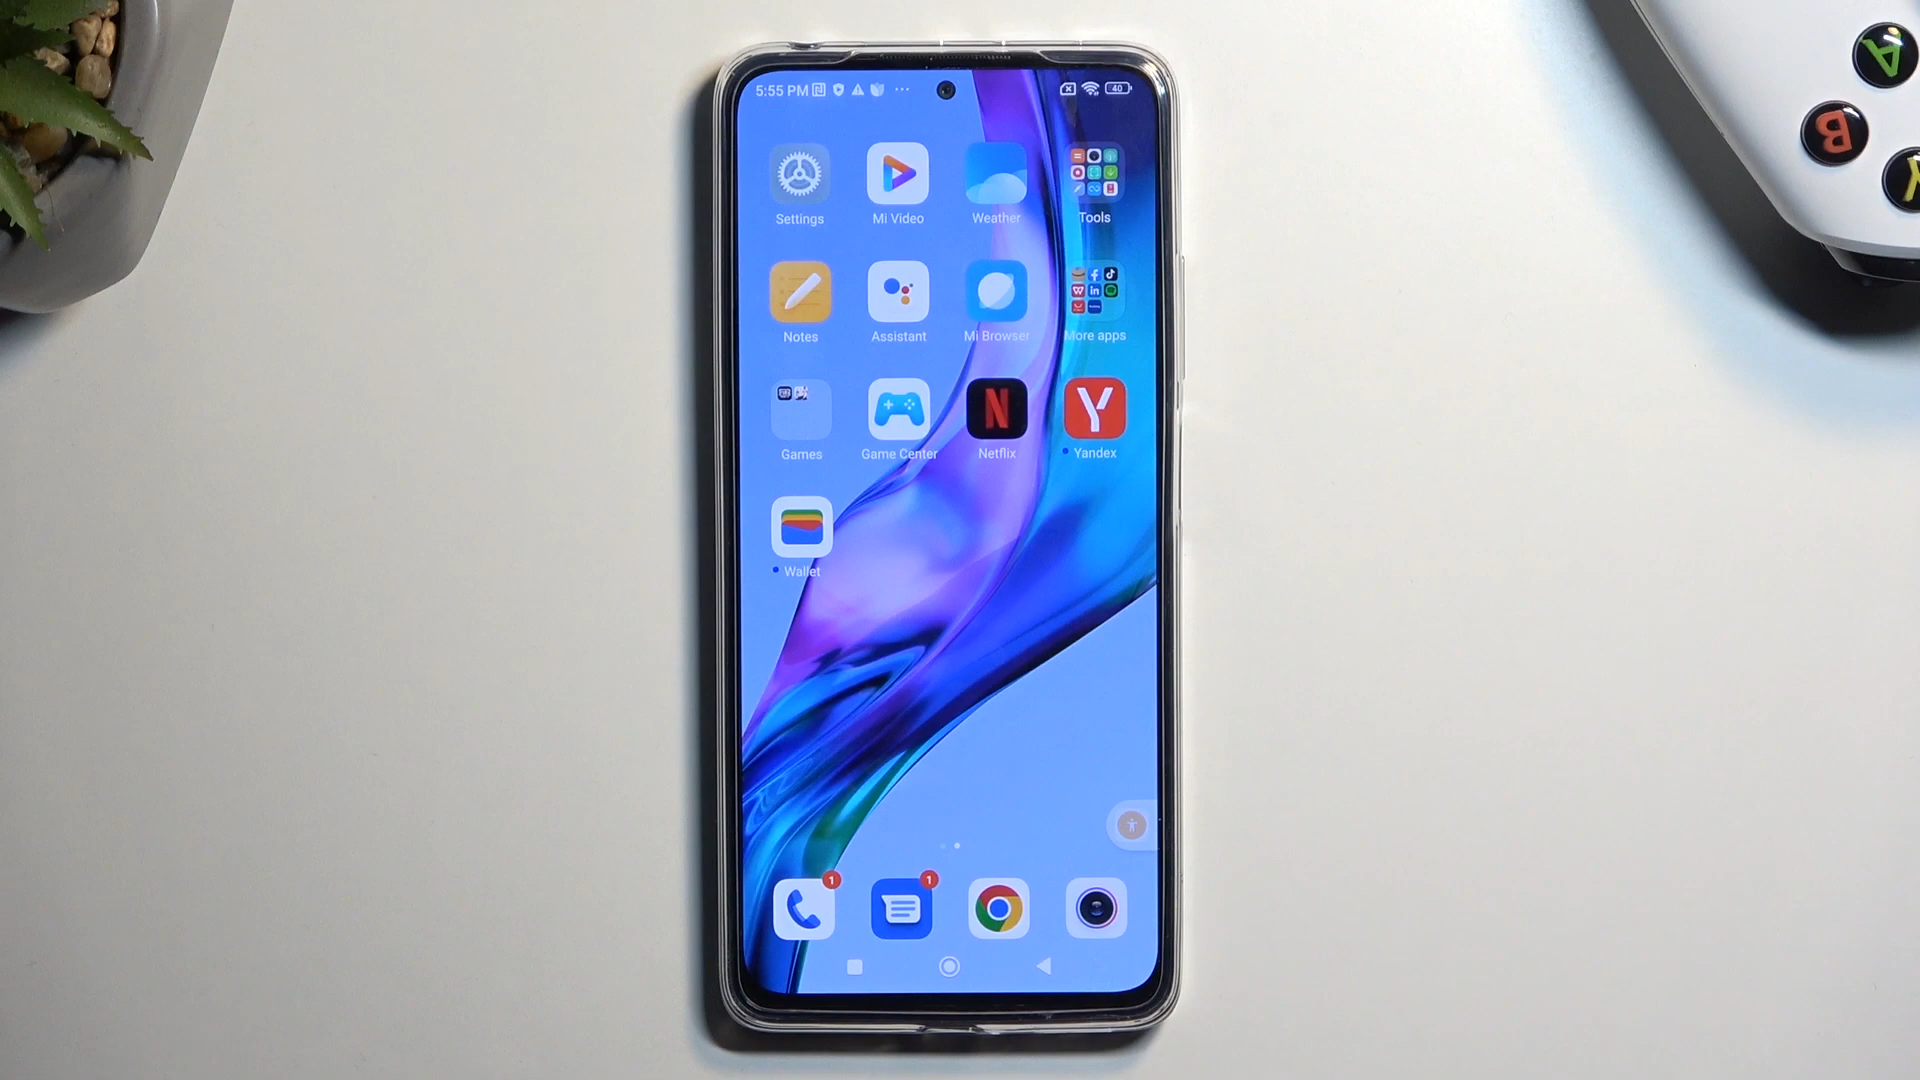 5:55 PM
40
Settings
Mi Video
Weather
Tools
Notes
Assistant
Mi Browser
More apps
Games
Game Center
N
Netflix
Y
Yandex
Wallet
1
1
A
B
Y